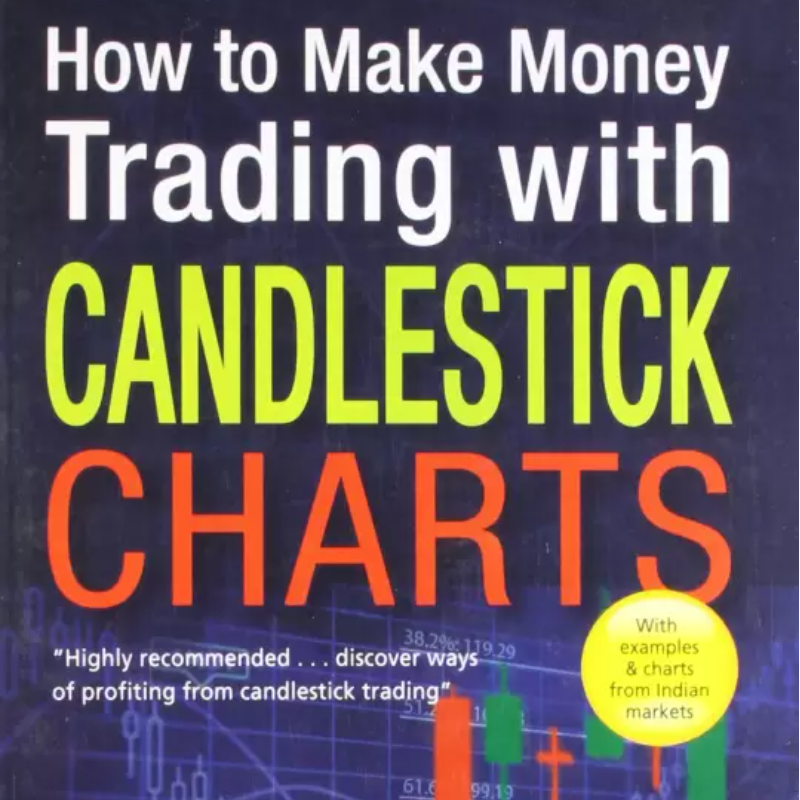 How to Make Money
Trading with
CANDLESTICK
CHARTS
38.2%: 119.29
"Highly recommended . . . discover ways
of profiting from candlestick trading"
With
examples
& charts
from Indian
markets